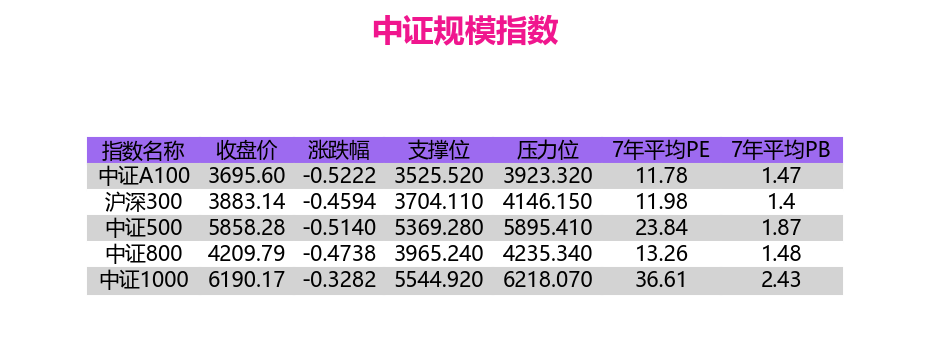 中证规模指数
指数名称 收盘价 涨跌幅 支撑位 压力位 7年平均PE 7年平均PB
中证A100 3695.60 -0.5222 3525.520 3923.320 11.78 1.47
沪深300 3883.14 -0.4594 3704.110 4146.150 11.98 1.4
中证500 5858.28 -0.5140 5369.280 5895.410 23.84 1.87
中证800 4209.79 -0.4738 3965.240 4235.340 13.26 1.48
中证1000 6190.17 -0.3282 5544.920 6218.070 36.61 2.43